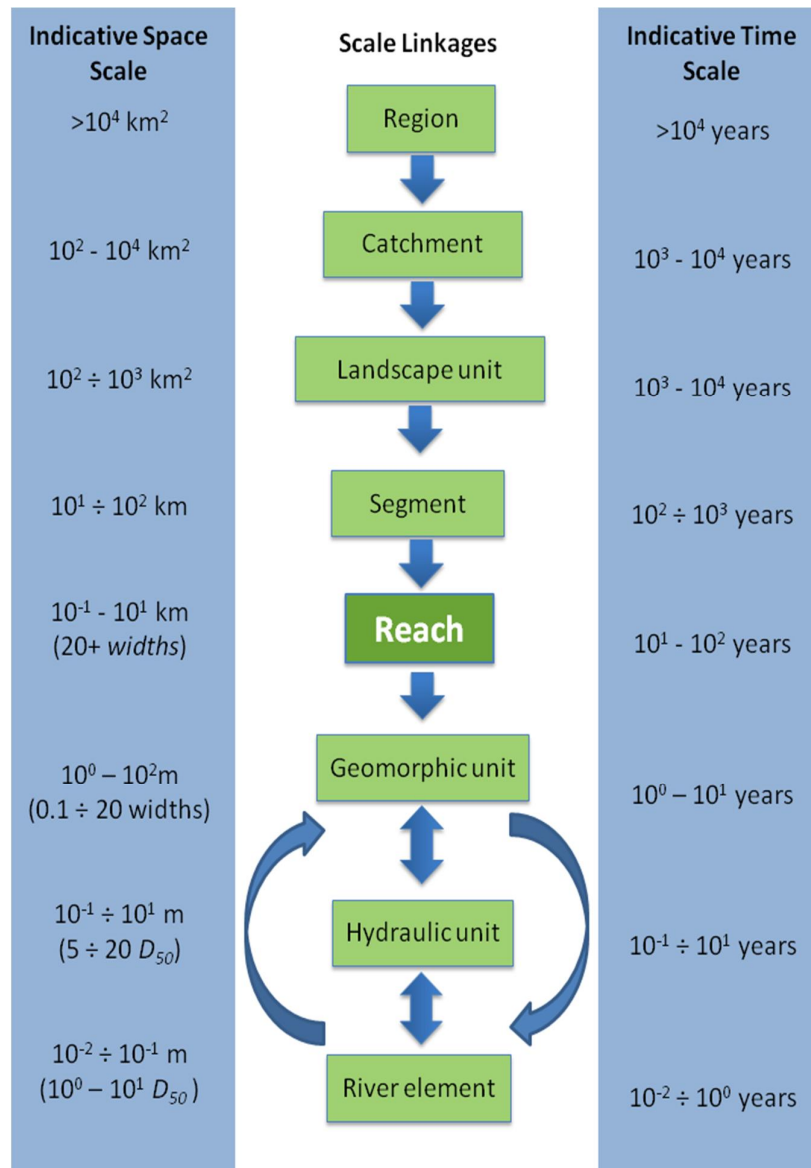 Indicative Space
Scale
Scale Linkages
Indicative Time
Scale
>10⁴ km²
Region
>10⁴ years
10² - 10⁴ km²
Catchment
10³ - 10⁴ years
10² ÷ 10³ km²
Landscape unit
10³ - 10⁴ years
10¹ ÷ 10² km
Segment
10² ÷ 10³ years
10⁻¹ - 10¹ km
(20+ widths)
Reach
10¹ - 10² years
10⁰ – 10²m
(0.1 ÷ 20 widths)
Geomorphic unit
10⁰ – 10¹ years
10⁻¹ ÷ 10¹ m
(5 ÷ 20 D₅₀)
Hydraulic unit
10⁻¹ ÷ 10¹ years
10⁻² ÷ 10⁻¹ m
(10⁰ – 10¹ D₅₀)
River element
10⁻² ÷ 10⁰ years